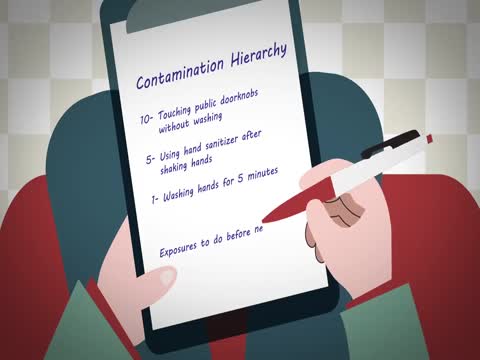 Contamination Hierarchy
10- Touching public doorknobs
without washing
5- Using hand sanitizer after
shaking hands
1- Washing hands for 5 minutes
Exposures to do before ne